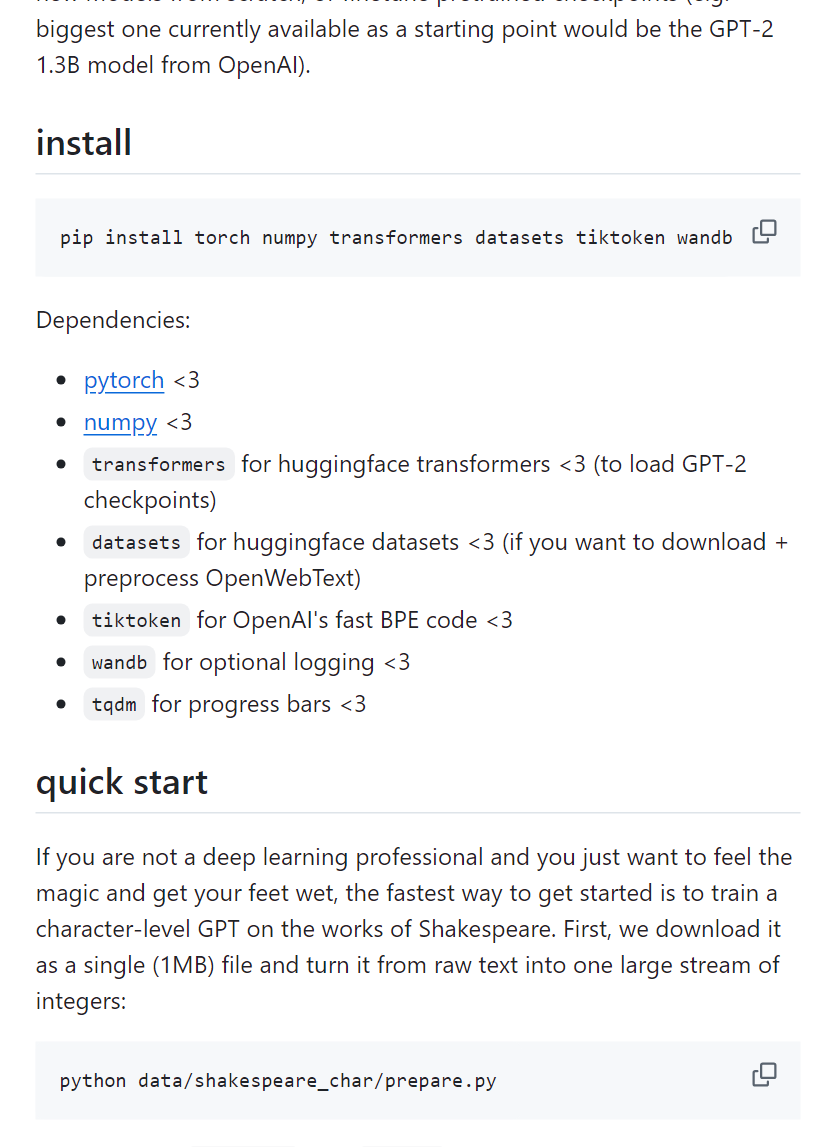 biggest one currently available as a starting point would be the GPT-2
1.3B model from OpenAI).
install
pip install torch numpy transformers datasets tiktoken wandb
Dependencies:
• pytorch <3
• numpy <3
• transformers for huggingface transformers <3 (to load GPT-2
checkpoints)
• datasets for huggingface datasets <3 (if you want to download +
preprocess OpenWebText)
• tiktoken for OpenAI's fast BPE code <3
• wandb for optional logging <3
• tqdm for progress bars <3
quick start
If you are not a deep learning professional and you just want to feel the
magic and get your feet wet, the fastest way to get started is to train a
character-level GPT on the works of Shakespeare. First, we download it
as a single (1MB) file and turn it from raw text into one large stream of
integers:
python data/shakespeare_char/prepare.py